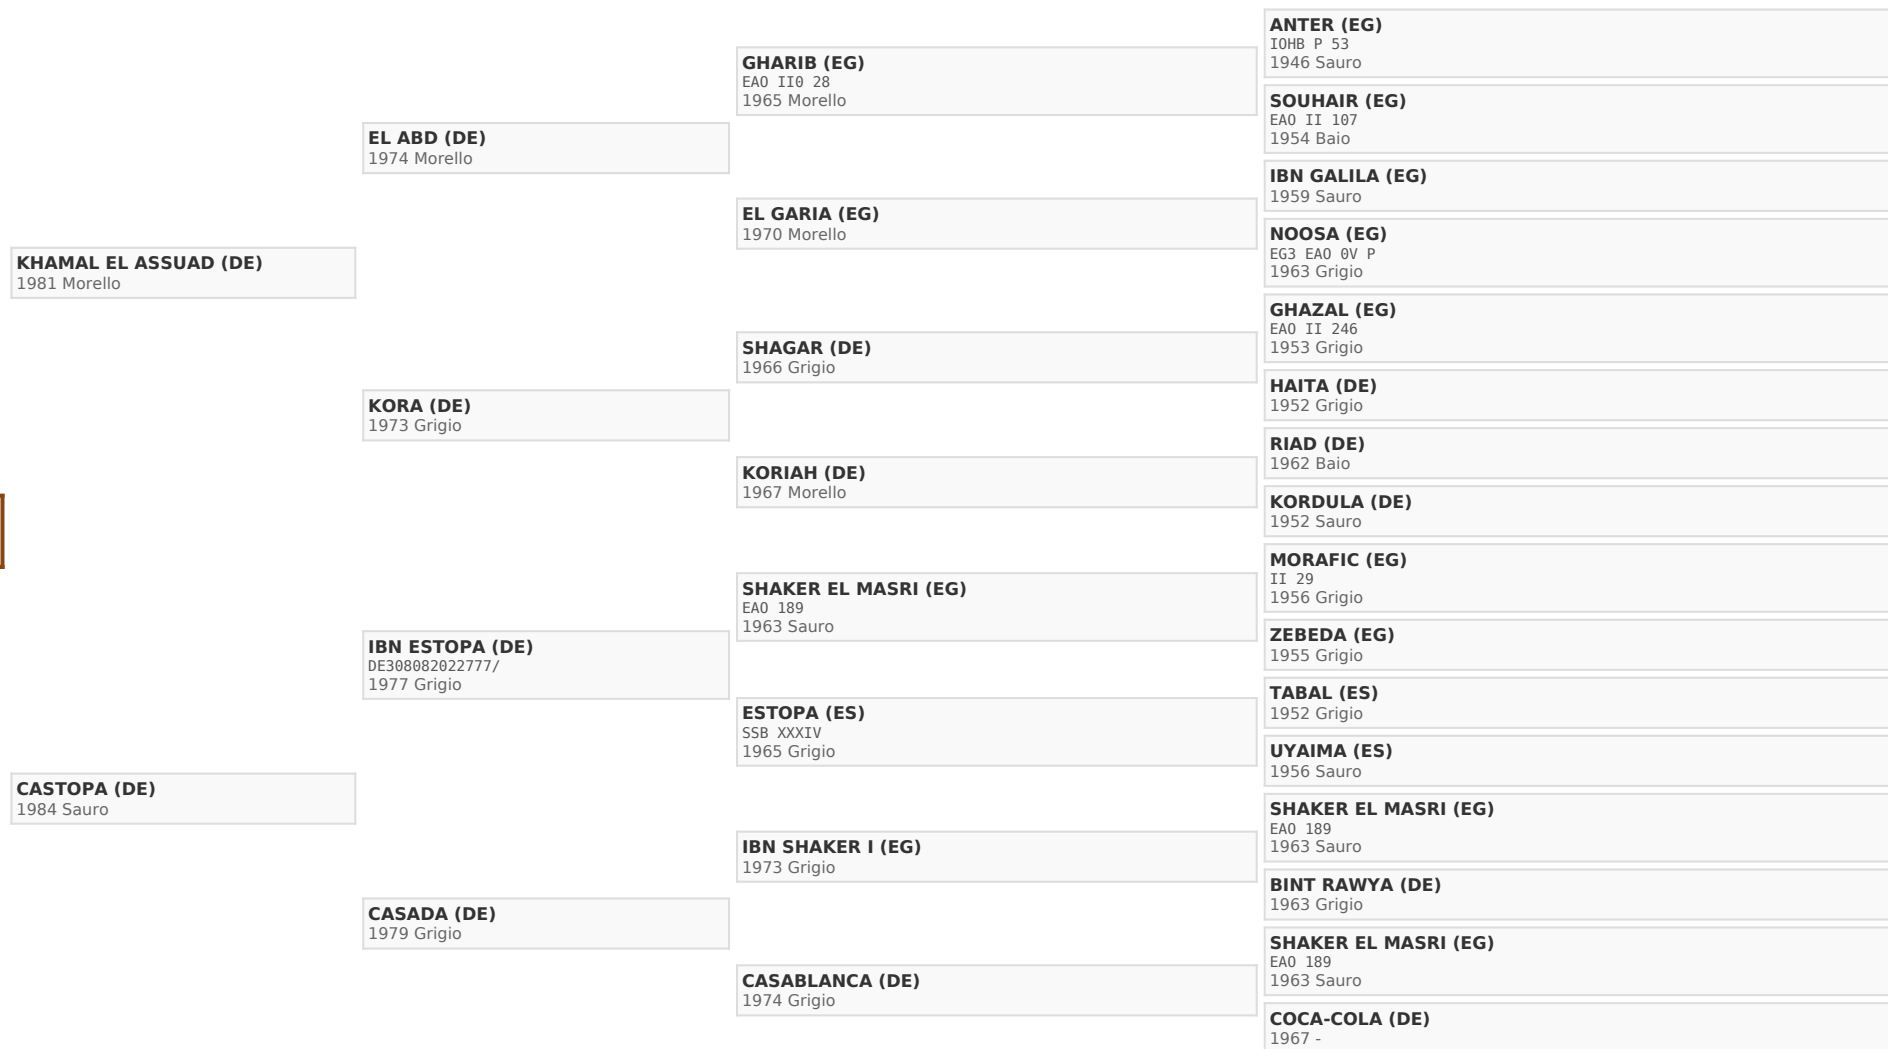 ANTER (EG)
IOHB P 53
1946 Sauro
GHARIB (EG)
EAO II0 28
1965 Morello
SOUHAIR (EG)
EAO II 107
1954 Baio
EL ABD (DE)
1974 Morello
IBN GALILA (EG)
1959 Sauro
EL GARIA (EG)
1970 Morello
NOOSA (EG)
EG3 EAO 0V P
1963 Grigio
KHAMAL EL ASSUAD (DE)
1981 Morello
GHAZAL (EG)
EAO II 246
1953 Grigio
SHAGAR (DE)
1966 Grigio
HAITA (DE)
1952 Grigio
KORA (DE)
1973 Grigio
RIAD (DE)
1962 Baio
KORIAH (DE)
1967 Morello
KORDULA (DE)
1952 Sauro
MORAFIC (EG)
II 29
1956 Grigio
SHAKER EL MASRI (EG)
EAO 189
1963 Sauro
ZEBEDA (EG)
1955 Grigio
IBN ESTOPA (DE)
DE308082022777/
1977 Grigio
TABAL (ES)
1952 Grigio
ESTOPA (ES)
SSB XXXIV
1965 Grigio
UYAIMA (ES)
1956 Sauro
CASTOPA (DE)
1984 Sauro
SHAKER EL MASRI (EG)
EAO 189
1963 Sauro
IBN SHAKER I (EG)
1973 Grigio
BINT RAWYA (DE)
1963 Grigio
CASADA (DE)
1979 Grigio
SHAKER EL MASRI (EG)
EAO 189
1963 Sauro
CASABLANCA (DE)
1974 Grigio
COCA-COLA (DE)
1967 -